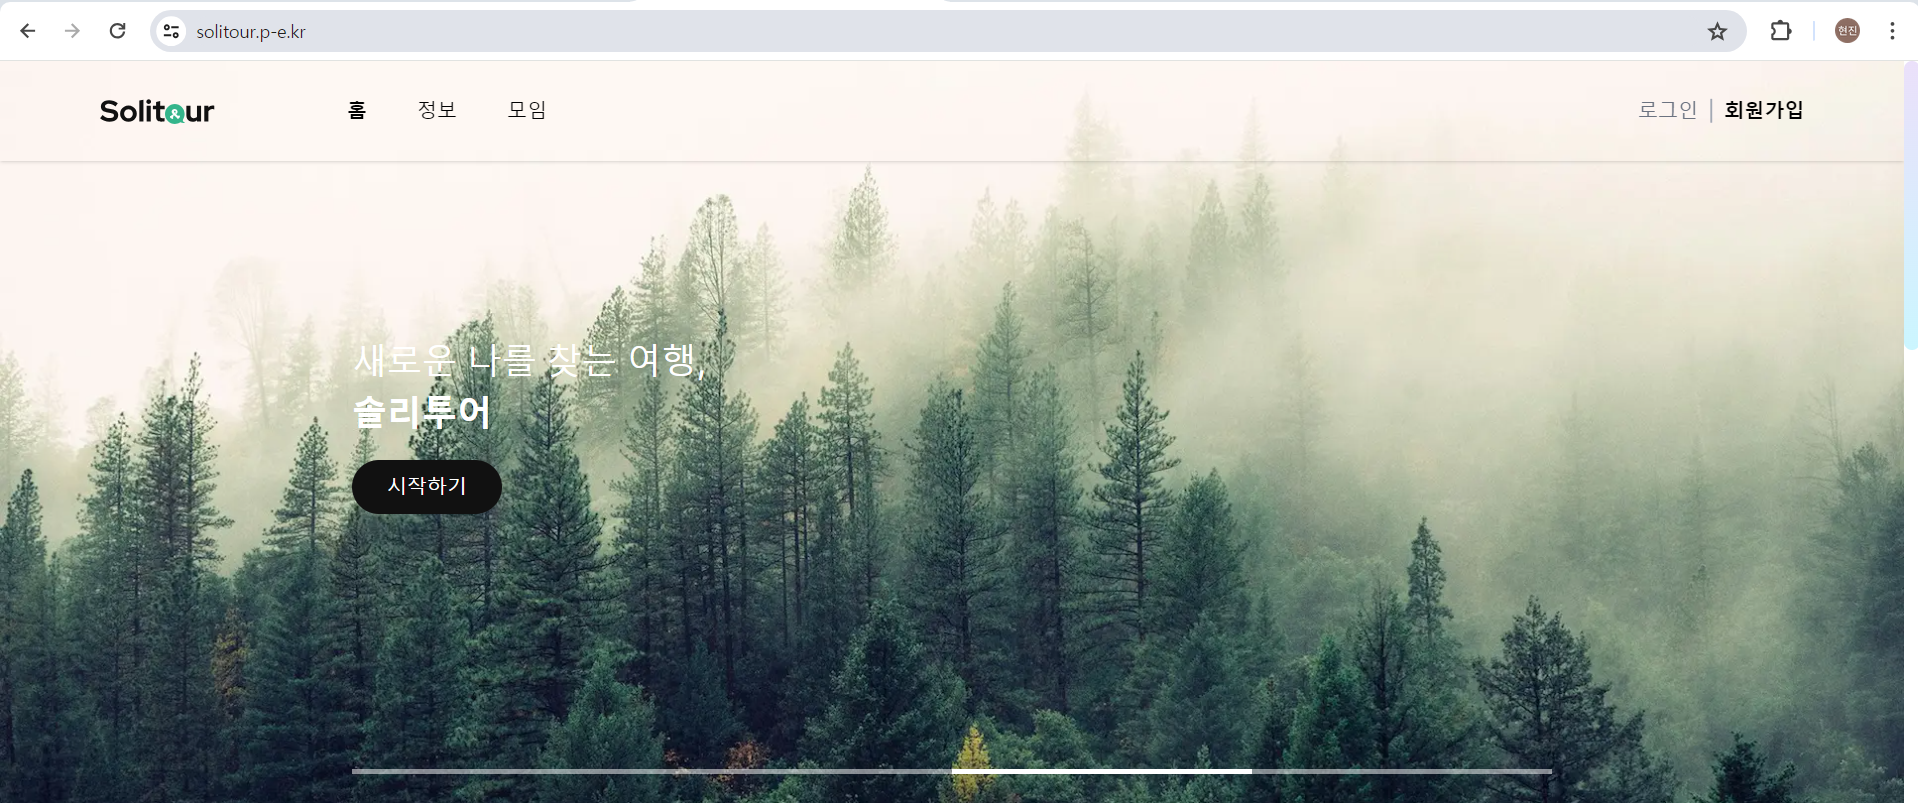 solitour.p-e.kr
현진
Solitour
홈 정보 모임
로그인 | 회원가입
새로운 나를 찾는 여행,
솔리투어
시작하기